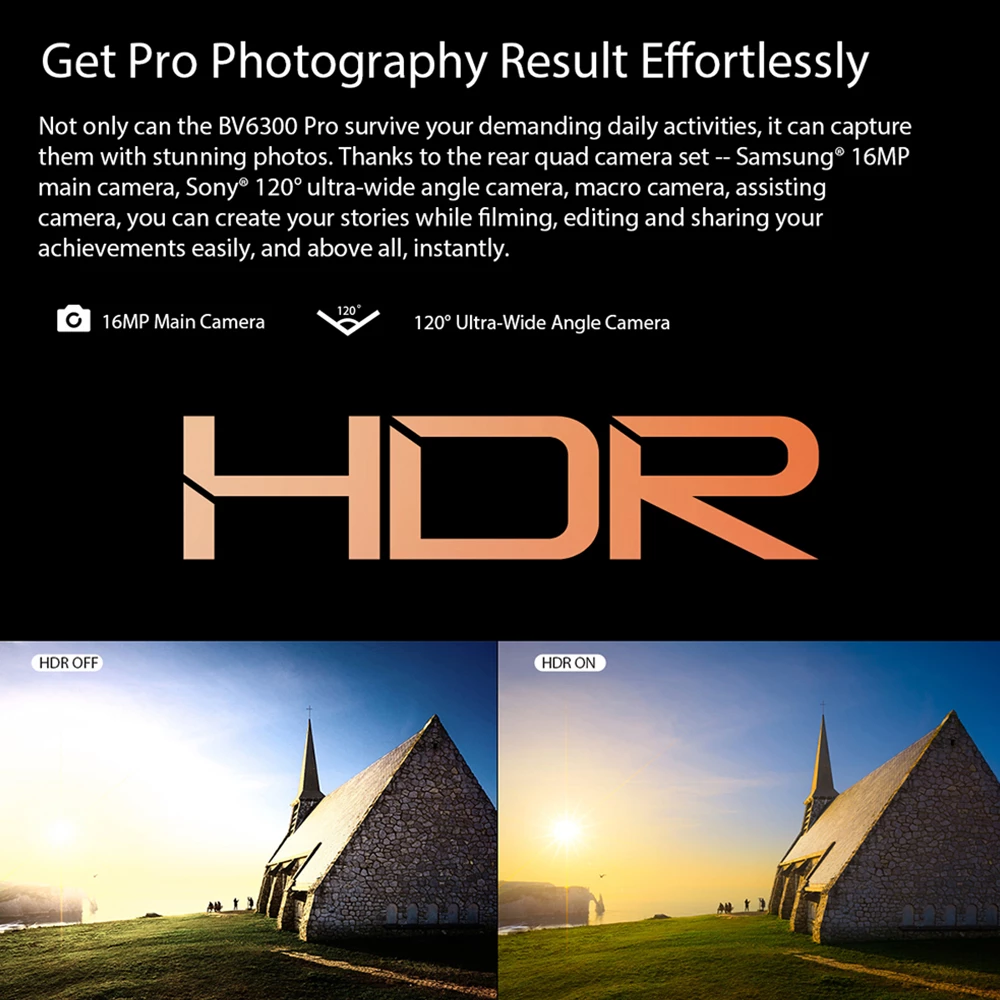 Get Pro Photography Result Effortlessly
Not only can the BV6300 Pro survive your demanding daily activities, it can capture
them with stunning photos. Thanks to the rear quad camera set -- Samsung® 16MP
main camera, Sony® 120° ultra-wide angle camera, macro camera, assisting
camera, you can create your stories while filming, editing and sharing your
achievements easily, and above all, instantly.
16MP Main Camera
120°
120° Ultra-Wide Angle Camera
HDR
HDR OFF
HDR ON